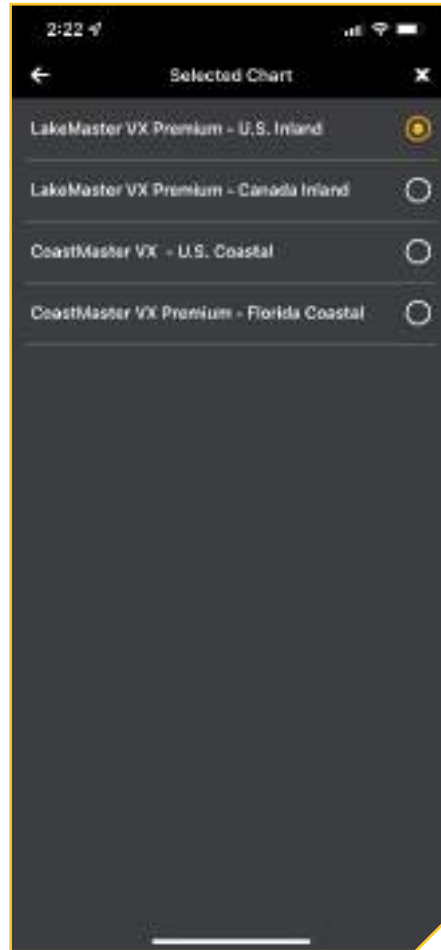 2:22
Selected Chart
LakeMaster VX Premium - U.S. Inland
LakeMaster VX Premium - Canada Inland
CoastMaster VX - U.S. Coastal
CoastMaster VX Premium - Florida Coastal